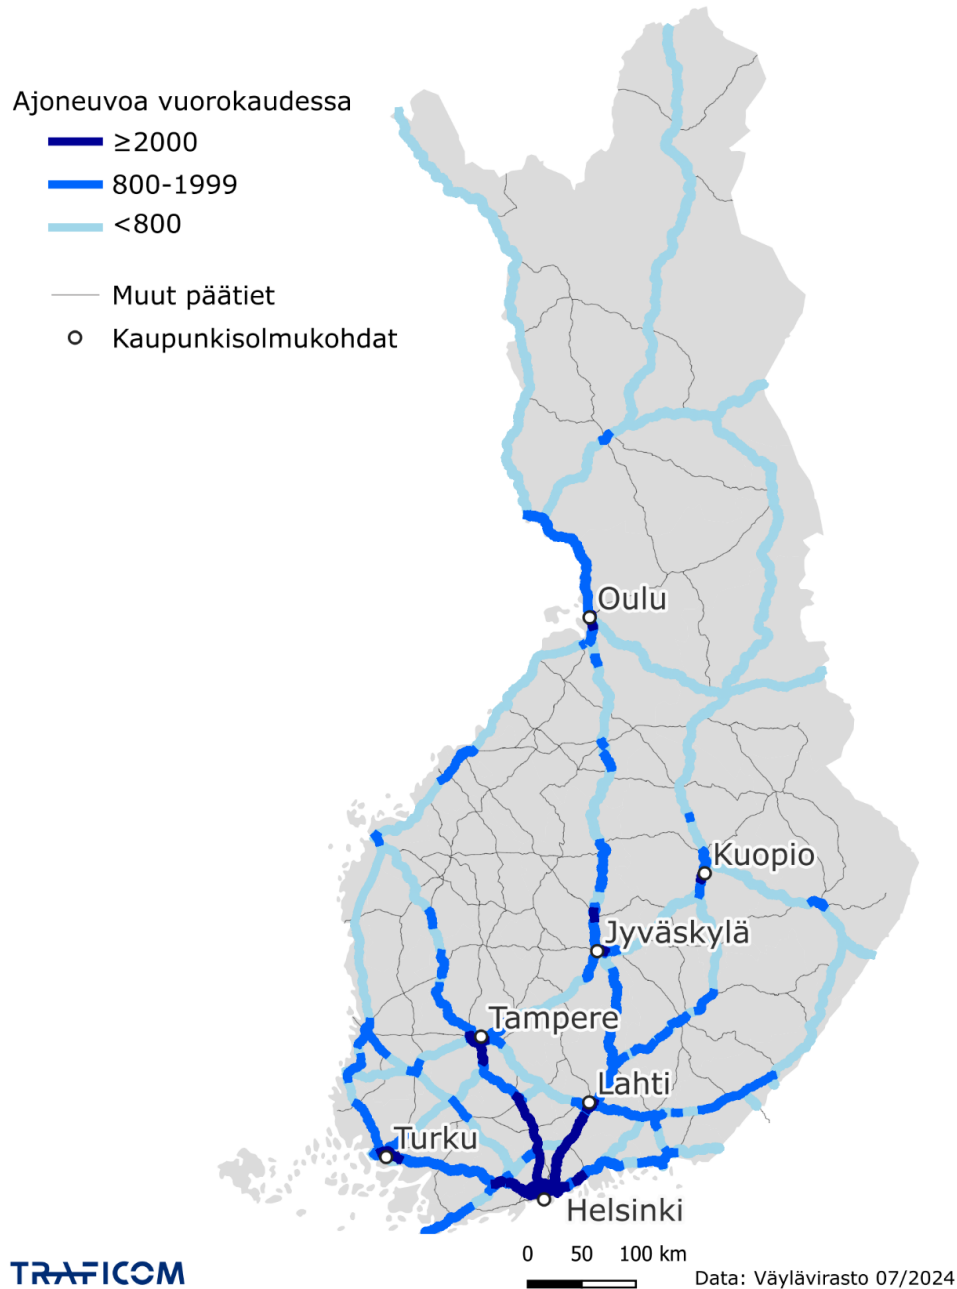 Ajoneuvoa vuorokaudessa
≥2000
800-1999
<800
Muut päätiet
Kaupunkisolmukohdat
Oulu
Kuopio
Jyväskylä
Tampere
Lahti
Turku
Helsinki
0 50 100 km
TRAFICOM
Data: Väylävirasto 07/2024